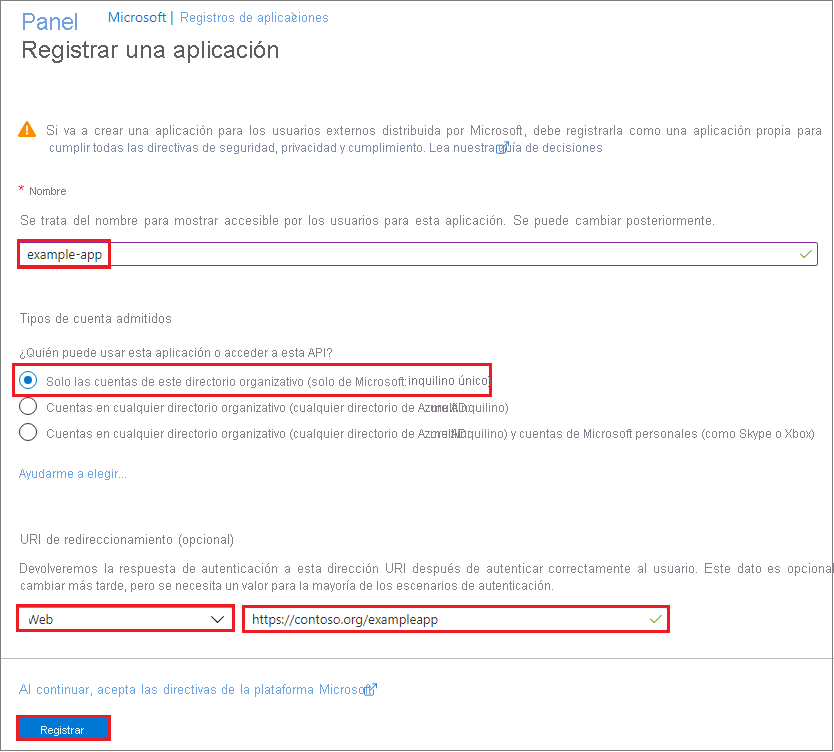 Panel Microsoft | Registros de aplicaciones
Registrar una aplicación
Si va a crear una aplicación para los usuarios externos distribuida por Microsoft, debe registrarla como una aplicación propia para
cumplir todas las directivas de seguridad, privacidad y cumplimiento. Lea nuestra guía de decisiones
* Nombre
Se trata del nombre para mostrar accesible por los usuarios para esta aplicación. Se puede cambiar posteriormente.
example-app
Tipos de cuenta admitidos
¿Quién puede usar esta aplicación o acceder a esta API?
Solo las cuentas de este directorio organizativo (solo de Microsoft: inquilino único)
Cuentas en cualquier directorio organizativo (cualquier directorio de Azure AD: multiinquilino)
Cuentas en cualquier directorio organizativo (cualquier directorio de Azure AD: multiinquilino) y cuentas de Microsoft personales (como Skype o Xbox)
Ayudarme a elegir...
URI de redireccionamiento (opcional)
Devolveremos la respuesta de autenticación a esta dirección URI después de autenticar correctamente al usuario. Este dato es opcional
cambiar más tarde, pero se necesita un valor para la mayoría de los escenarios de autenticación.
Web https://contoso.org/exampleapp
Al continuar, acepta las directivas de la plataforma Microsoft
Registrar